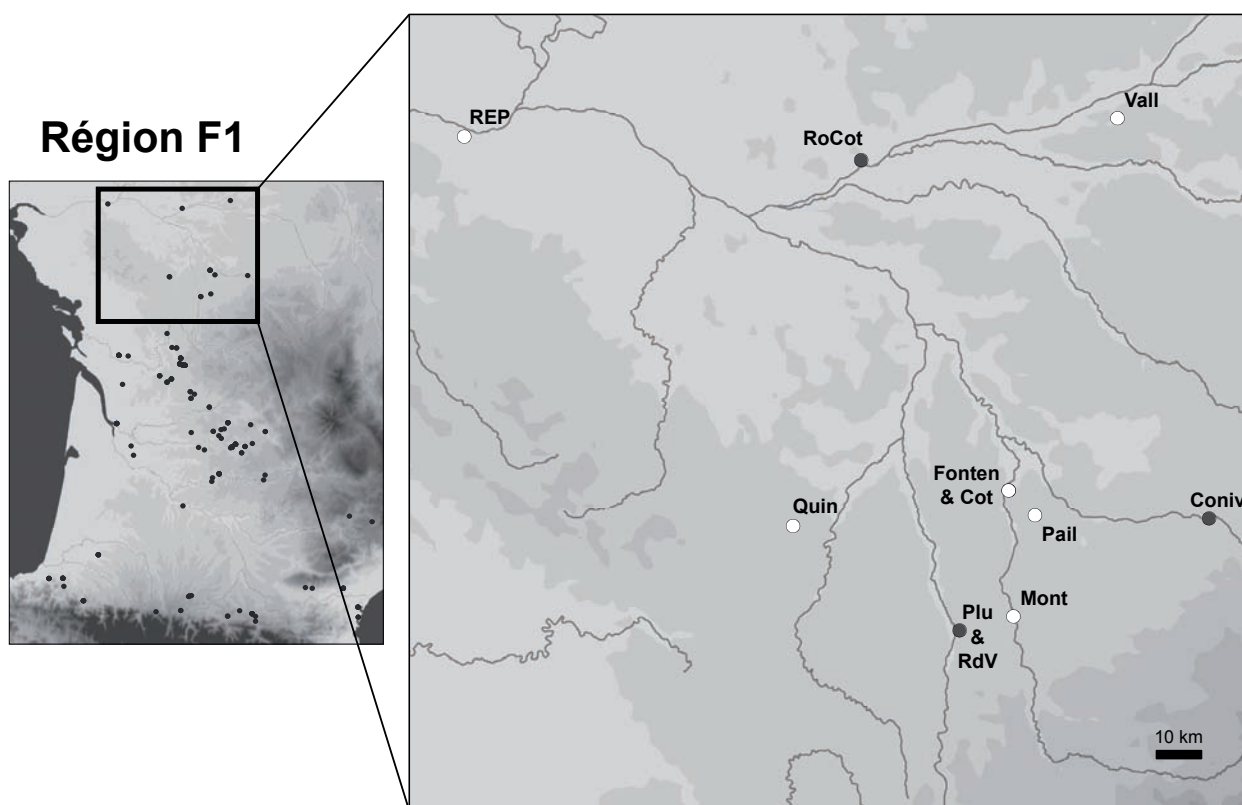 Région F1
REP
RoCot
Vall
Fonten
& Cot
Quin
Pail
Coniv
Plu
&
RdV
Mont
10 km